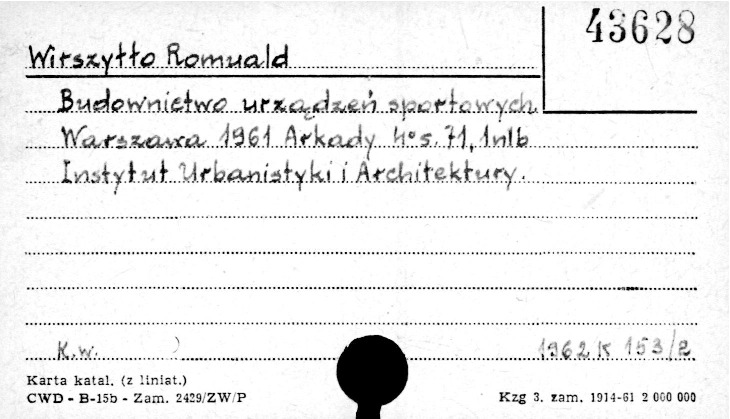 43628
Wirszyłło Romuald
Budownictwo urządzeń sportowych.
Warszawa 1961 Arkady 4° s. 71, 1nlb
Instytut Urbanistyki i Architektury.
K.w. ) 1962 K 153/2
Karta katal. (z liniat.)
CWD - B-15b - Zam. 2429/ZW/P Kzg 3. zam. 1914-61 2 000 000